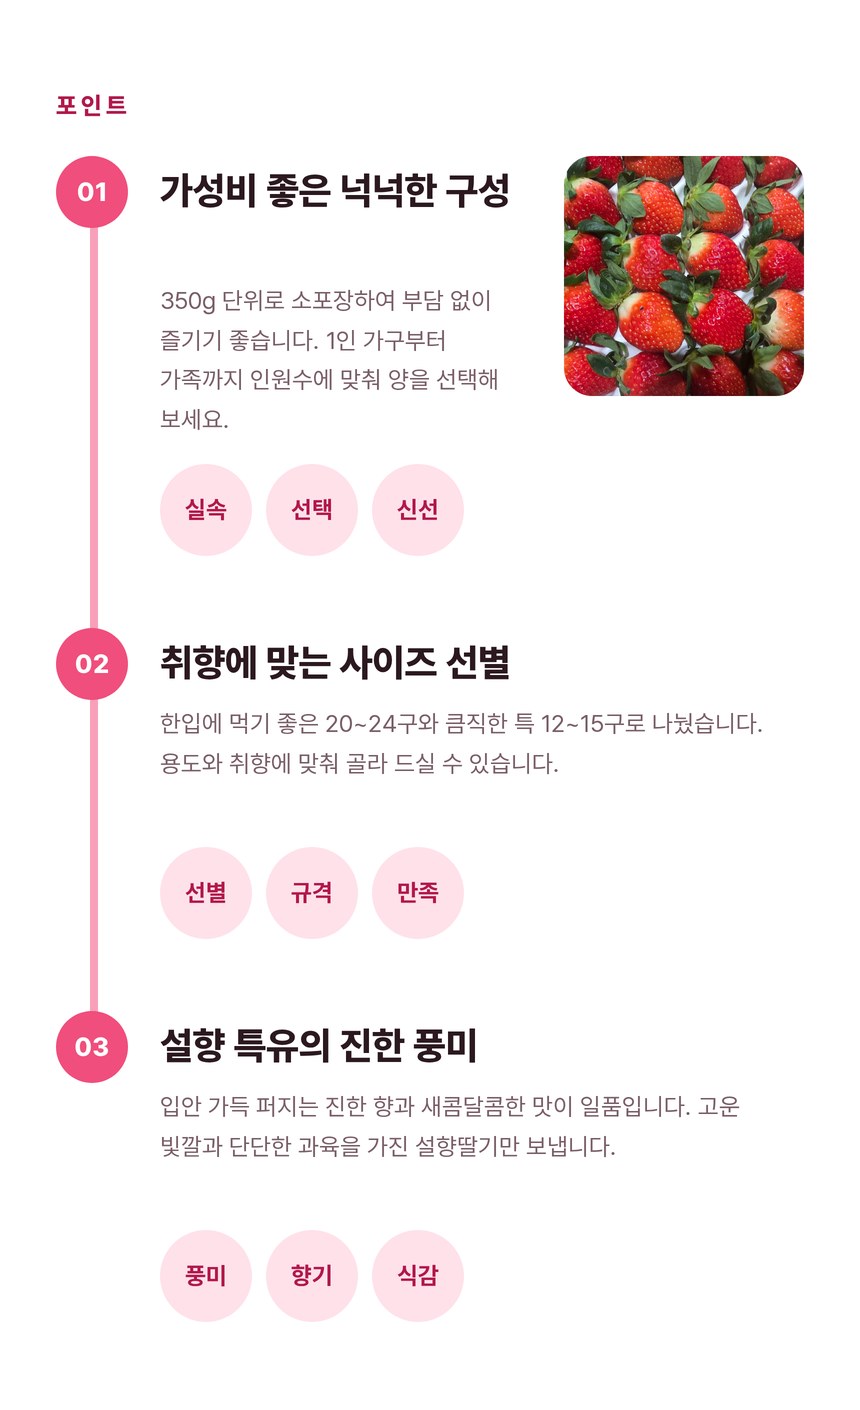 포인트
01
가성비 좋은 넉넉한 구성
350g 단위로 소포장하여 부담 없이
즐기기 좋습니다. 1인 가구부터
가족까지 인원수에 맞춰 양을 선택해
보세요.
실속 선택 신선
02
취향에 맞는 사이즈 선별
한입에 먹기 좋은 20~24구와 큼직한 특 12~15구로 나눴습니다.
용도와 취향에 맞춰 골라 드실 수 있습니다.
선별 규격 만족
03
설향 특유의 진한 풍미
입안 가득 퍼지는 진한 향과 새콤달콤한 맛이 일품입니다. 고운
빛깔과 단단한 과육을 가진 설향딸기만 보냅니다.
풍미 향기 식감